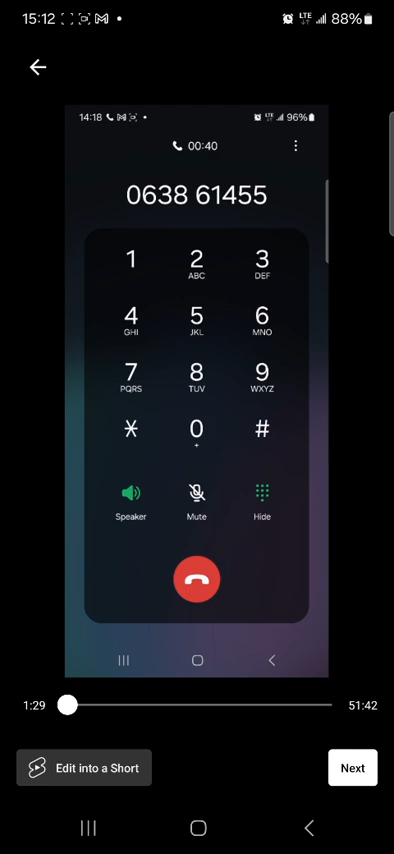 15:12 LTE 88%
14:18 LTE 96%
00:40
0638 61455
1 2 3
ABC DEF
4 5 6
GHI JKL MNO
7 8 9
PQRS TUV WXYZ
* 0 #
+
Speaker Mute Hide
1:29 51:42
Edit into a Short Next